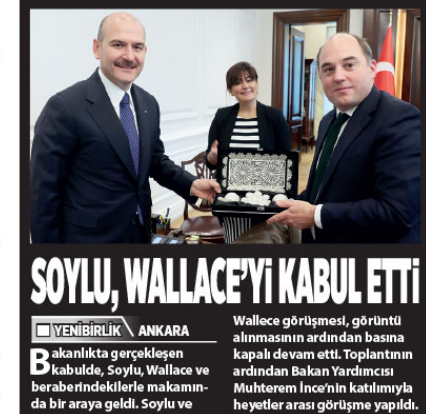 SOYLU, WALLACE'Yi KABUL ETTi
YENİBİRLİK ANKARA
Bakanlıkta gerçekleşen
kabulde, Soylu, Wallace ve
beraberindekilerle makamın-
da bir araya geldi. Soylu ve
Wallece görüşmesi, görüntü
alınmasının ardından basına
kapalı devam etti. Toplantının
ardından Bakan Yardımcısı
Muhterem İnce'nin katılımıyla
heyetler arası görüşme yapıldı.